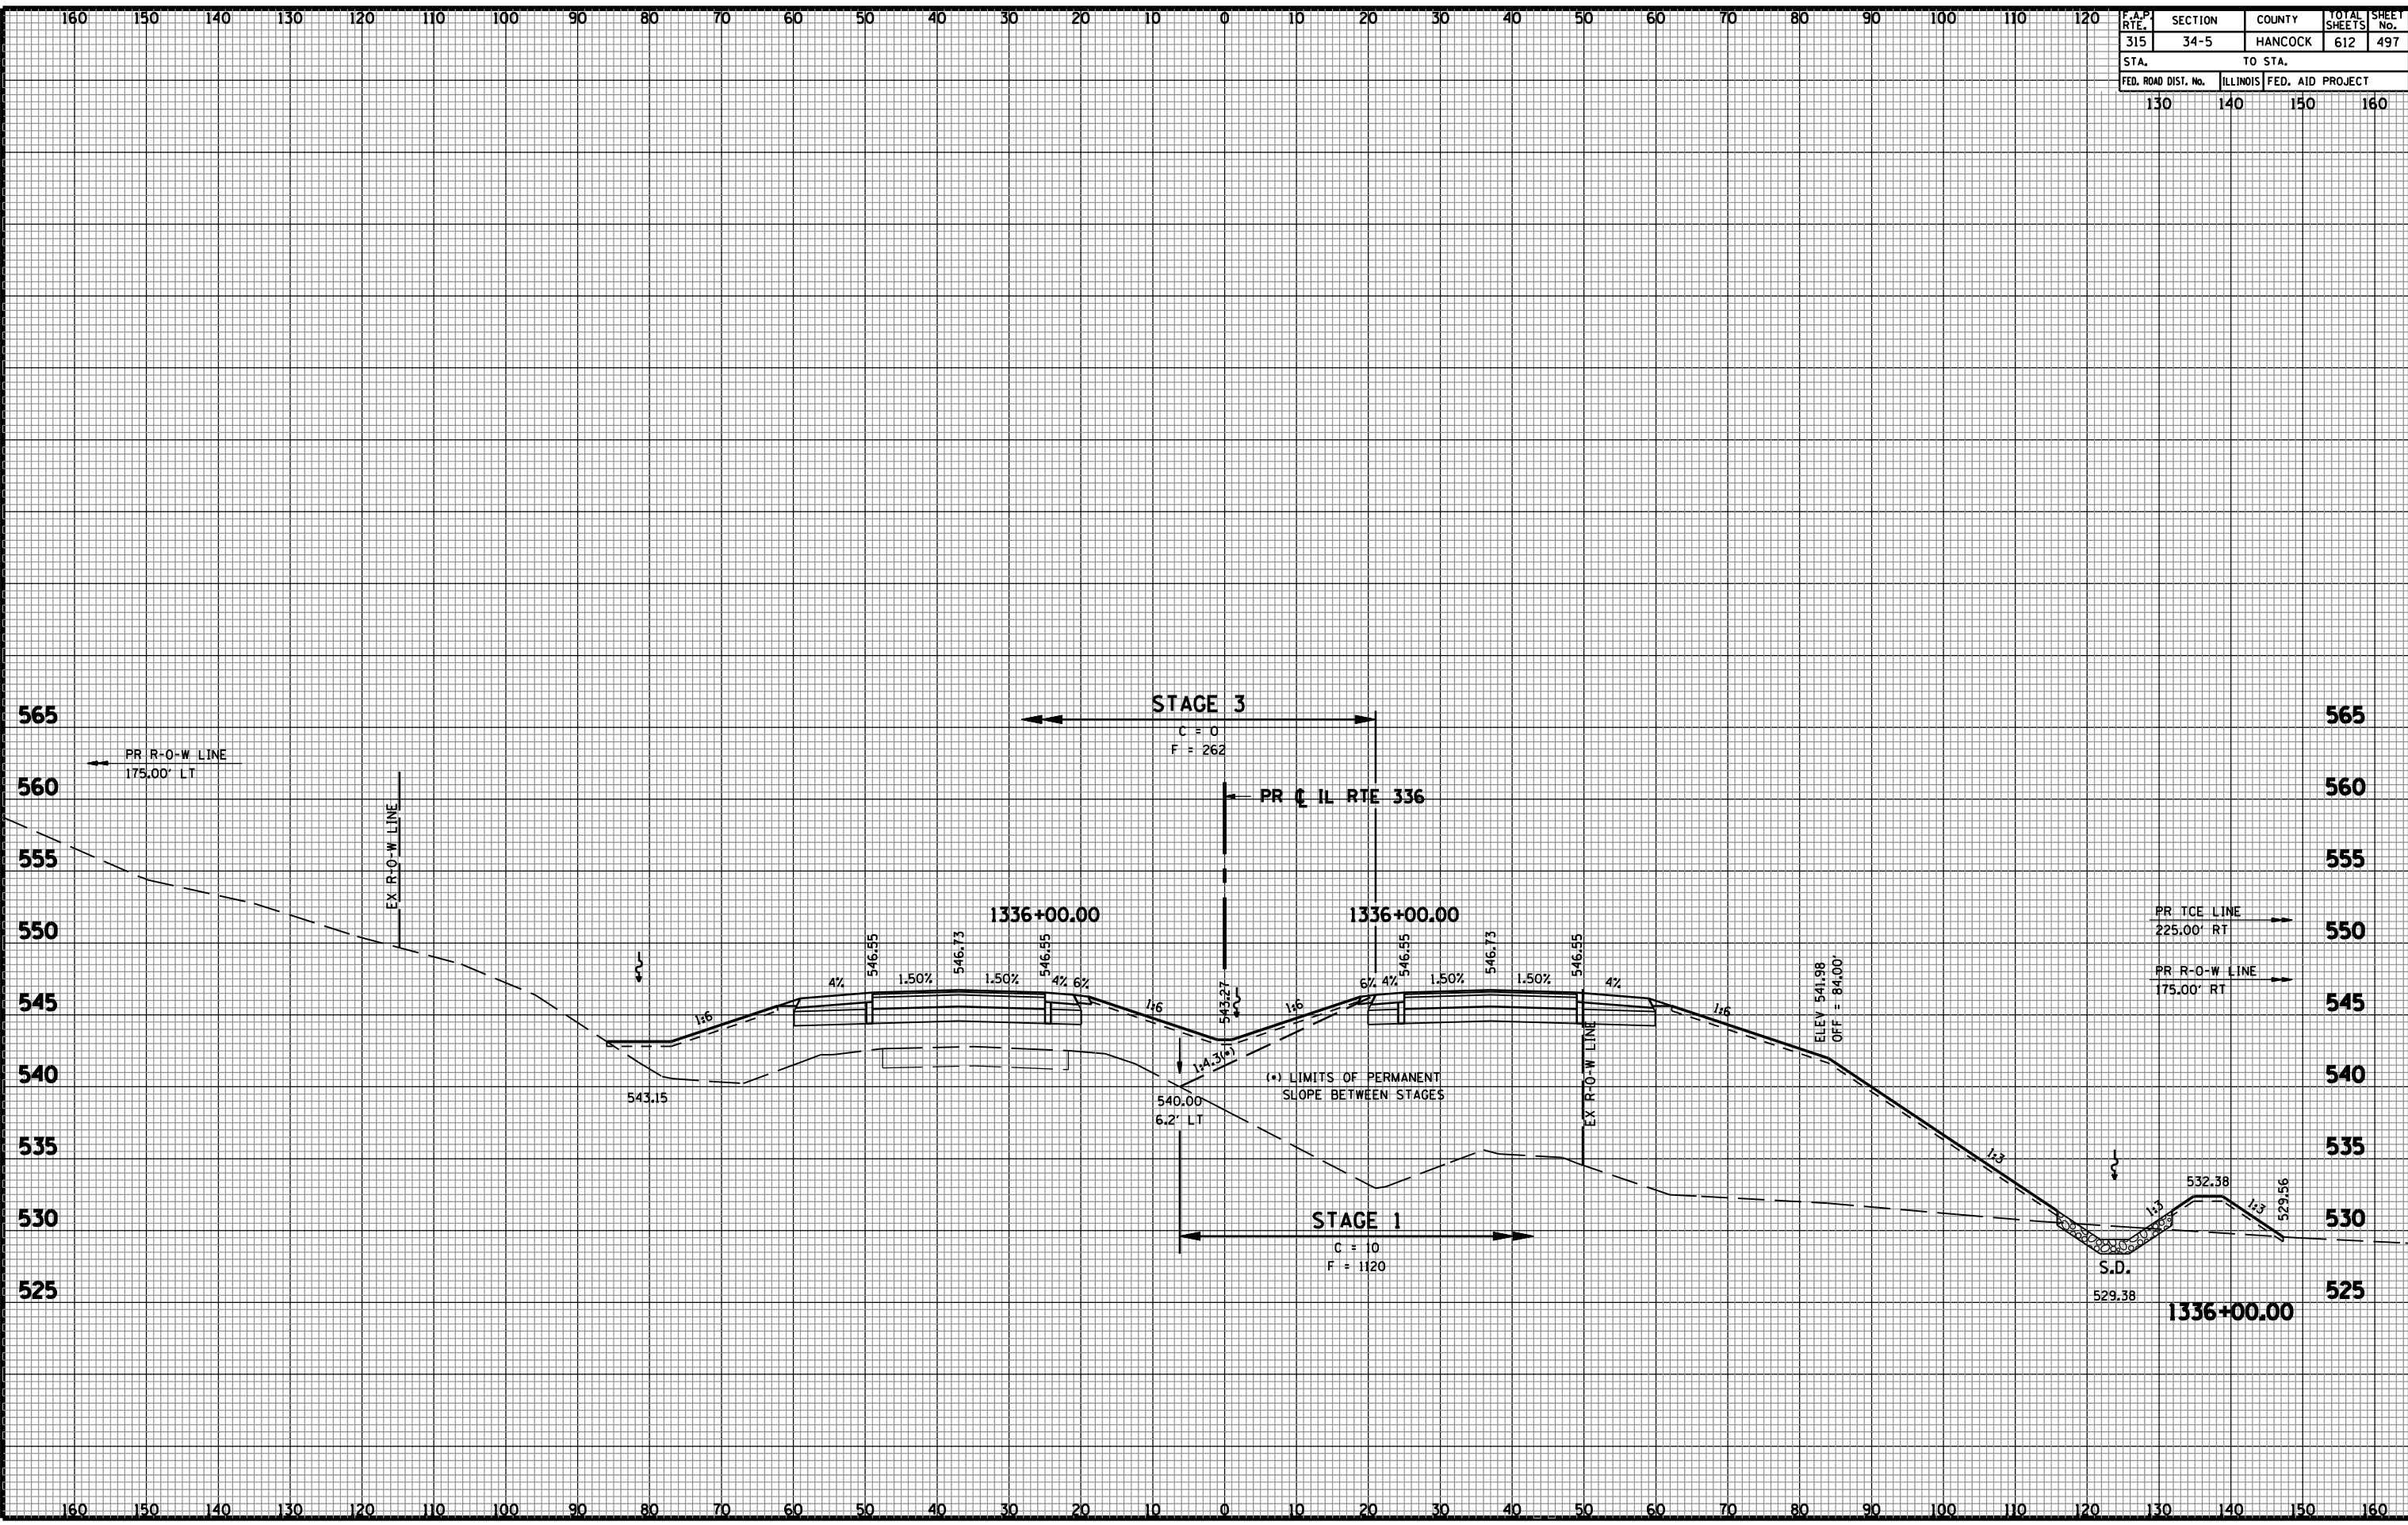 160 150 140 130 120 110 100 90 80 70 60 50 40 30 20 10 0 10 20 30 40 50 60 70 80 90 100 110 120
F.A.P. RTE. SECTION COUNTY TOTAL SHEETS SHEET No.
315 34-5 HANCOCK 612 497
STA. TO STA.
FED. ROAD DIST. No. ILLINOIS FED. AID PROJECT
130 140 150 160
STAGE 3
C = 0
F = 262
565 565
PR R-O-W LINE
175.00' LT
560 560
PR ℄ IL RTE 336
EX R-O-W LINE
555 555
1336+00.00 1336+00.00
PR TCE LINE
225.00' RT
550 550
546.55 546.73 546.55 546.55 546.73 546.55
4% 1.50% 1.50% 4% 6% 6% 4% 1.50% 1.50% 4%
PR R-O-W LINE
175.00' RT
ELEV 541.98
OFF = 84.00'
543.27
545 545
1:6 1:6 1:6 1:6
1:4.3(•)
540 540
(•) LIMITS OF PERMANENT
SLOPE BETWEEN STAGES
EX R-O-W LINE
543.15
540.00
6.2' LT
535 535
1:3
532.38
1:3 1:3
529.56
530 530
STAGE 1
C = 10
F = 1120
S.D.
529.38
525 525
1336+00.00
160 150 140 130 120 110 100 90 80 70 60 50 40 30 20 10 0 10 20 30 40 50 60 70 80 90 100 110 120 130 140 150 160